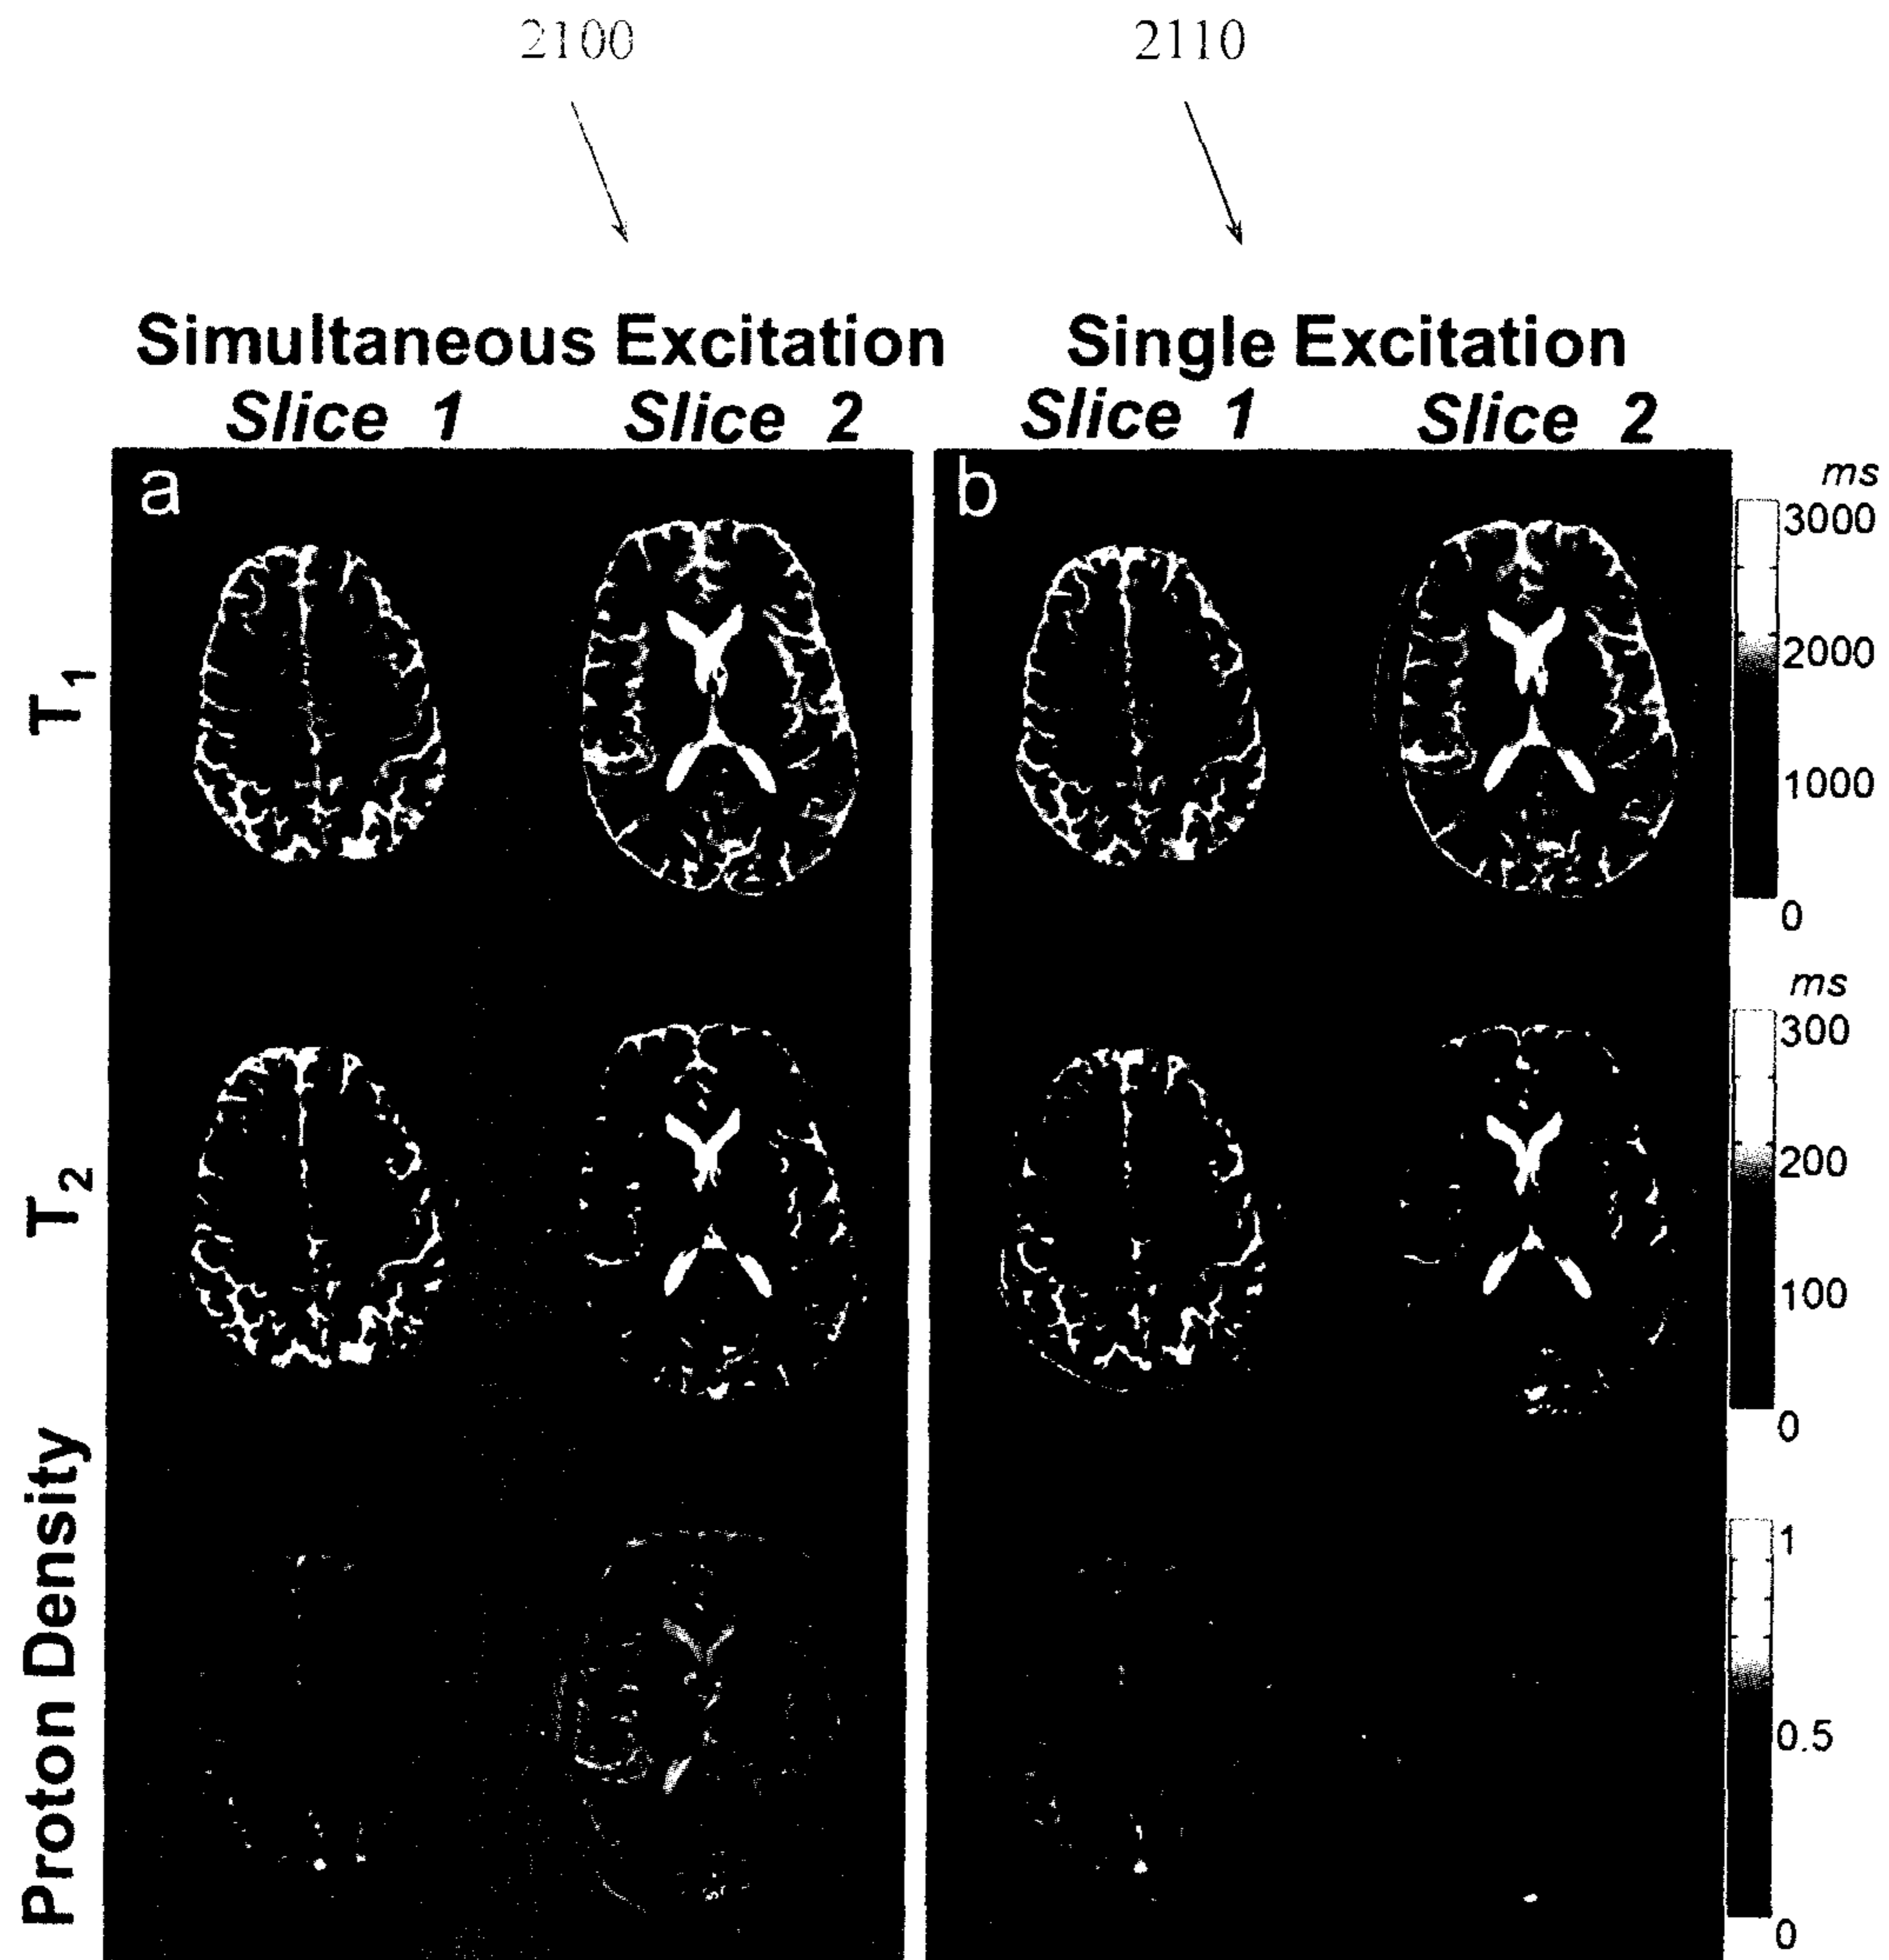 2100 2110
Simultaneous Excitation Single Excitation
Slice 1 Slice 2 Slice 1 Slice 2
a b
ms
3000
2000
1000
0
T1
ms
300
200
100
0
T2
1
0.5
0
Proton Density